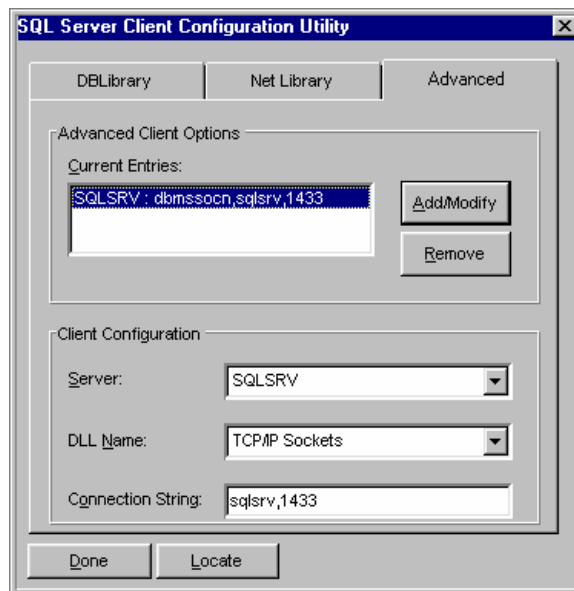 SQL Server Client Configuration Utility
DBLibrary
Net Library
Advanced
Advanced Client Options
Current Entries:
SQLSRV : dbmssocn,sqlsrv,1433
Add/Modify
Remove
Client Configuration
Server:
SQLSRV
DLL Name:
TCP/IP Sockets
Connection String:
sqlsrv,1433
Done
Locate